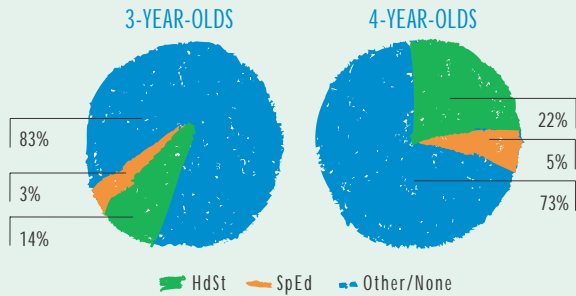 3-YEAR-OLDS
83%
3%
14%
4-YEAR-OLDS
22%
5%
73%
HdSt SpEd Other/None